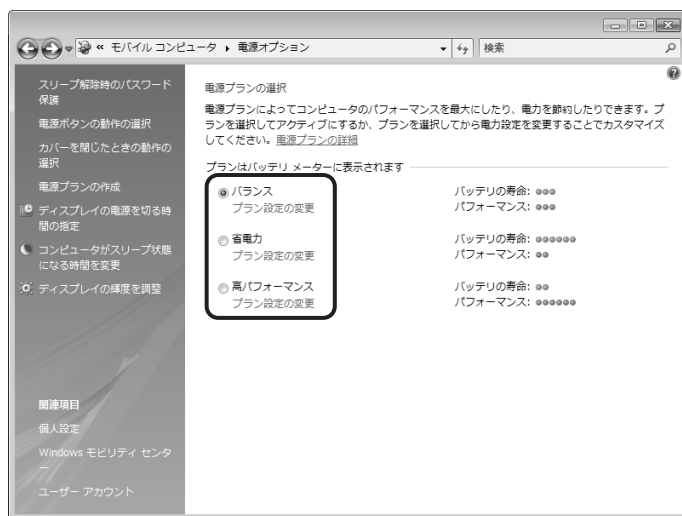 « モバイル コンピュータ ▸ 電源オプション
検索
スリープ解除時のパスワード
保護
電源ボタンの動作の選択
カバーを閉じたときの動作の
選択
電源プランの作成
ディスプレイの電源を切る時
間の指定
コンピュータがスリープ状態
になる時間を変更
ディスプレイの輝度を調整
関連項目
個人設定
Windows モビリティ センタ
ー
ユーザー アカウント
電源プランの選択
電源プランによってコンピュータのパフォーマンスを最大にしたり、電力を節約したりできます。プ
ランを選択してアクティブにするか、プランを選択してから電力設定を変更することでカスタマイズ
してください。電源プランの詳細
プランはバッテリ メーターに表示されます
バランス
プラン設定の変更
バッテリの寿命:
パフォーマンス:
省電力
プラン設定の変更
バッテリの寿命:
パフォーマンス:
高パフォーマンス
プラン設定の変更
バッテリの寿命:
パフォーマンス: